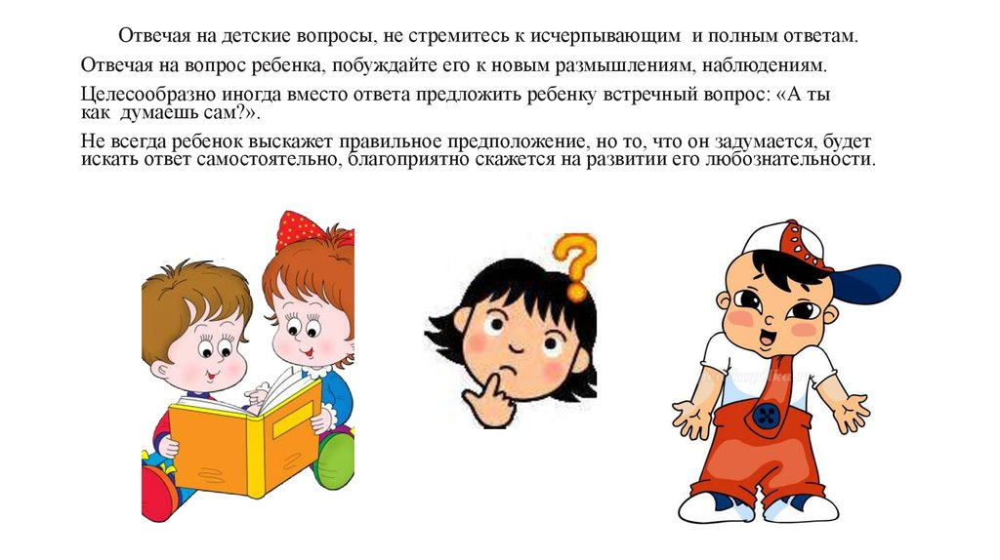 Отвечая на детские вопросы, не стремитесь к исчерпывающим  и полным ответам.
Отвечая на вопрос ребенка, побуждайте его к новым размышлениям, наблюдениям.
Целесообразно иногда вместо ответа предложить ребенку встречный вопрос: «А ты
как  думаешь сам?».
Не всегда ребенок выскажет правильное предположение, но то, что он задумается, будет
искать ответ самостоятельно, благоприятно скажется на развитии его любознательности.
?